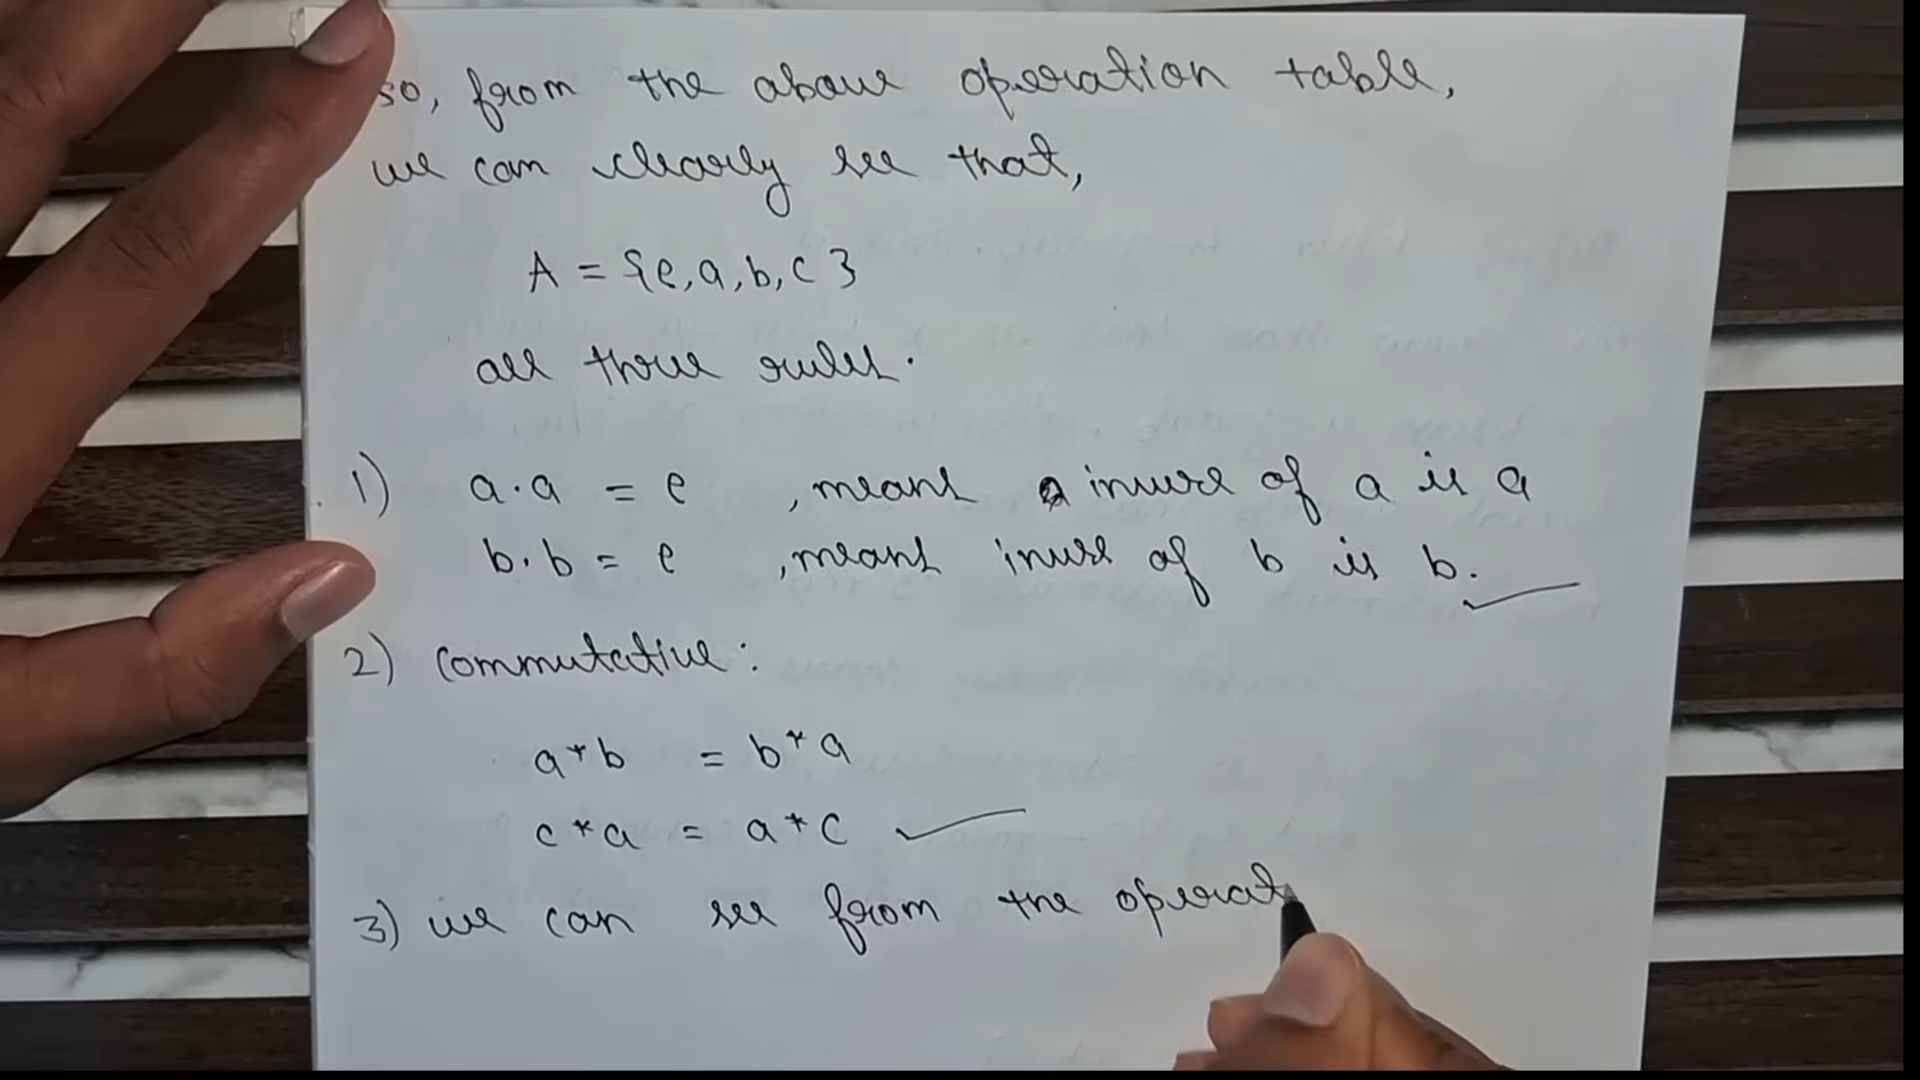 so, from the above operation table,
we can clearly see that,
A = {e, a, b, c}
all three rules.
1) a·a = e , means inverse of a is a
b·b = e , means inverse of b is b.
2) commutative:
a*b = b*a
c*a = a*c
3) we can see from the operat